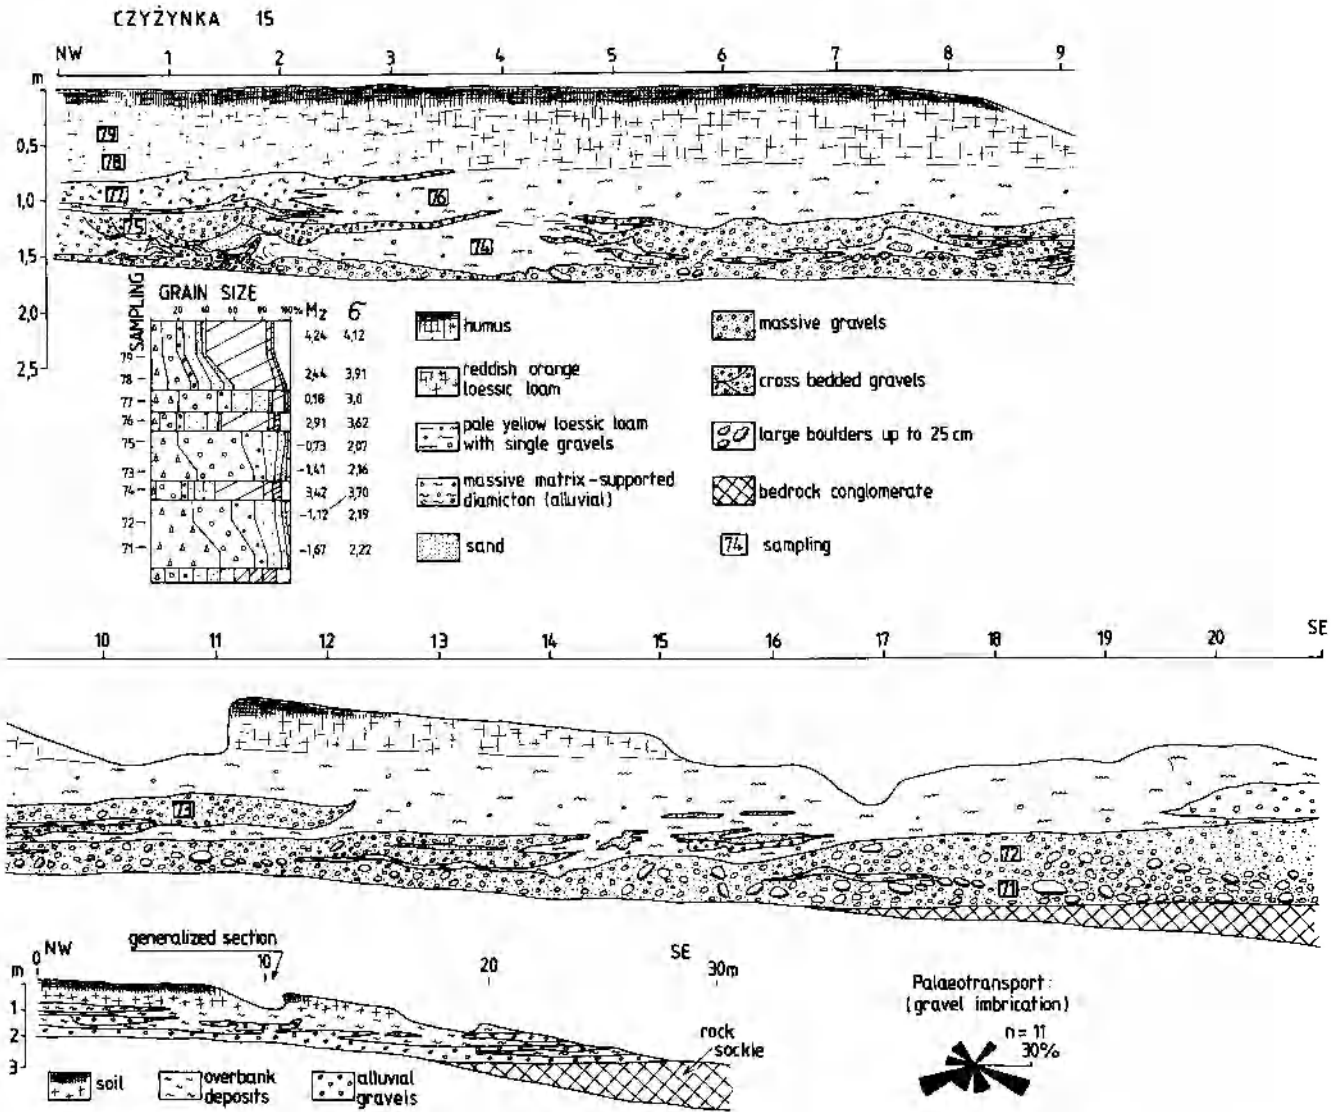 CZYŻYNKA 15
NW 1 2 3 4 5 6 7 8 9
m
0,5
1,0
1,5
2,0
2,5
79
78
77
76
75
74
SAMPLING
GRAIN SIZE
20 40 60 80 100% Mz σ
4,24 4,12
79
78 2,44 3,91
77 0,18 3,0
76 2,91 3,62
75 -0,73 2,07
73 -1,41 2,16
74 3,42 3,70
72 -1,12 2,19
71 -1,67 2,22
humus
reddish orange
loessic loam
pale yellow loessic loam
with single gravels
massive matrix-supported
diamicton (alluvial)
sand
massive gravels
cross bedded gravels
large boulders up to 25 cm
bedrock conglomerate
74 sampling
10 11 12 13 14 15 16 17 18 19 20 SE
73
72
71
NW generalized section SE
m 0 10 20 30m
1
2
3
rock
sockle
soil
overbank
deposits
alluvial
gravels
Palaeotransport:
(gravel imbrication)
n = 11
30%